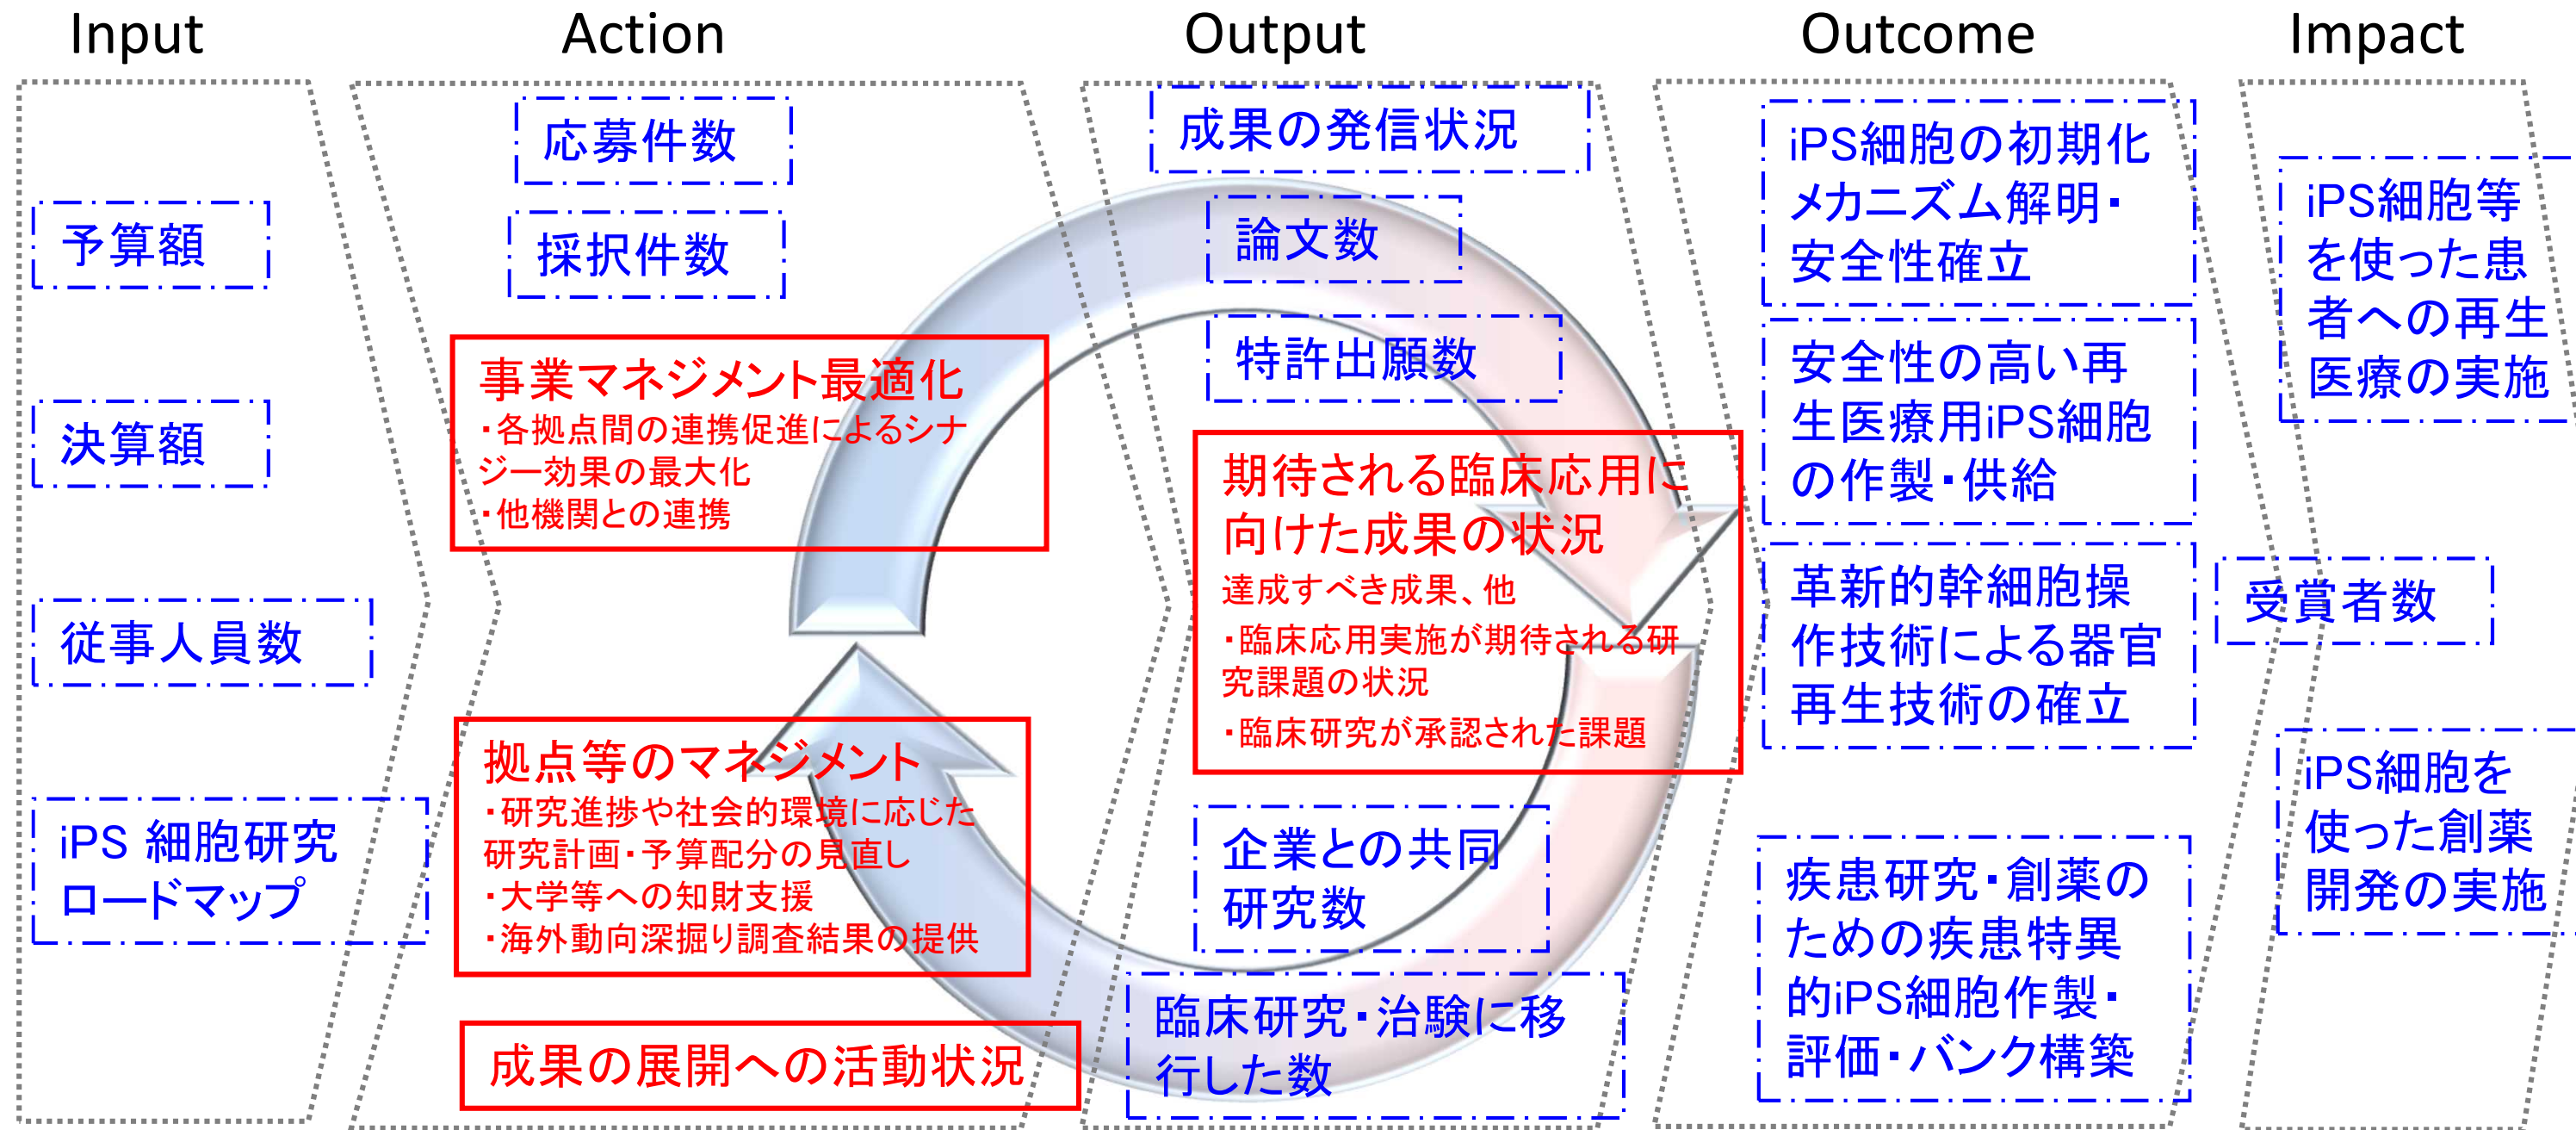 Input
予算額
決算額
従事人員数
iPS 細胞研究
ロードマップ
Action
応募件数
採択件数
事業マネジメント最適化
・各拠点間の連携促進によるシナ
ジー効果の最大化
・他機関との連携
拠点等のマネジメント
・研究進捗や社会的環境に応じた
研究計画・予算配分の見直し
・大学等への知財支援
・海外動向深掘り調査結果の提供
成果の展開への活動状況
Output
成果の発信状況
論文数
特許出願数
期待される臨床応用に
向けた成果の状況
達成すべき成果、他
・臨床応用実施が期待される研
究課題の状況
・臨床研究が承認された課題
企業との共同
研究数
臨床研究・治験に移
行した数
Outcome
iPS細胞の初期化
メカニズム解明・
安全性確立
安全性の高い再
生医療用iPS細胞
の作製・供給
革新的幹細胞操
作技術による器官
再生技術の確立
疾患研究・創薬の
ための疾患特異
的iPS細胞作製・
評価・バンク構築
Impact
iPS細胞等
を使った患
者への再生
医療の実施
受賞者数
iPS細胞を
使った創薬
開発の実施